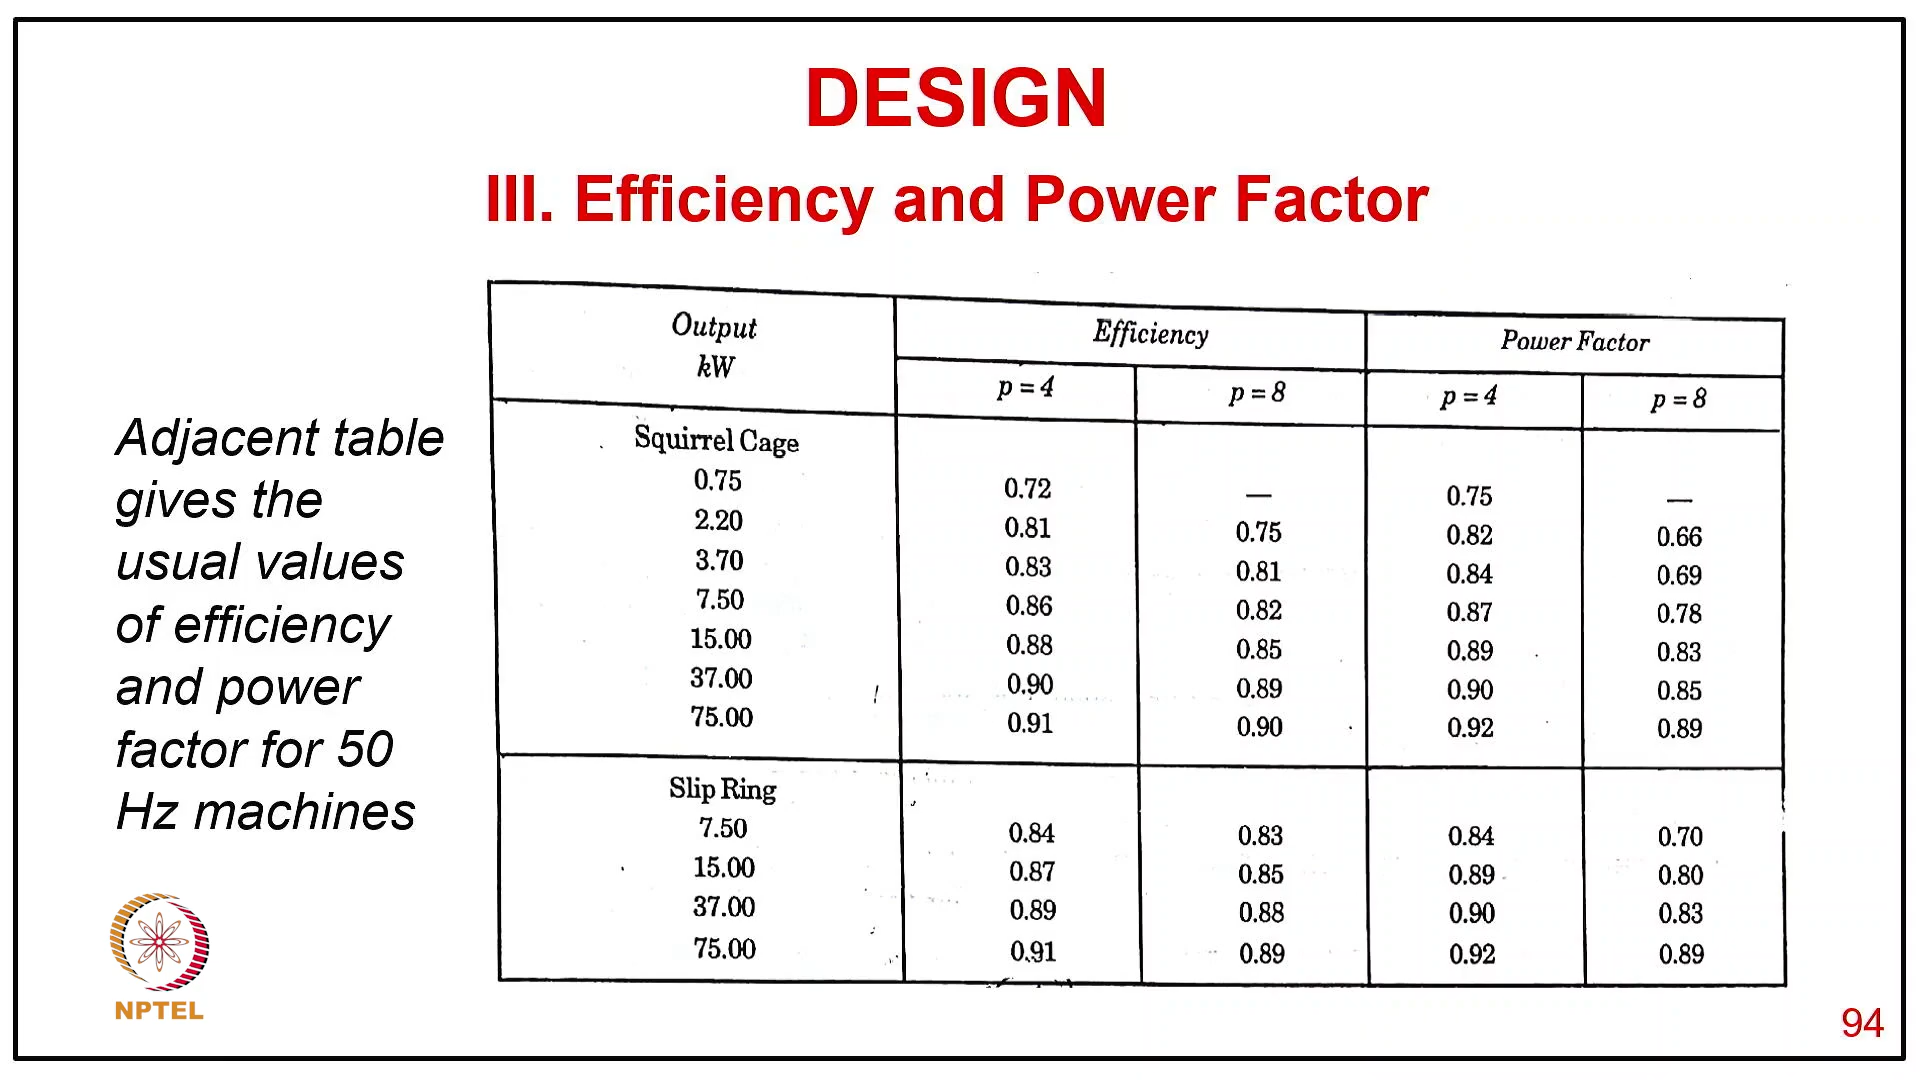 DESIGN
III. Efficiency and Power Factor
Adjacent table
gives the
usual values
of efficiency
and power
factor for 50
Hz machines
Output kW Efficiency Power Factor
p = 4 p = 8 p = 4 p = 8
Squirrel Cage
0.75 0.72 — 0.75 —
2.20 0.81 0.75 0.82 0.66
3.70 0.83 0.81 0.84 0.69
7.50 0.86 0.82 0.87 0.78
15.00 0.88 0.85 0.89 0.83
37.00 0.90 0.89 0.90 0.85
75.00 0.91 0.90 0.92 0.89
Slip Ring
7.50 0.84 0.83 0.84 0.70
15.00 0.87 0.85 0.89 0.80
37.00 0.89 0.88 0.90 0.83
75.00 0.91 0.89 0.92 0.89
NPTEL
94